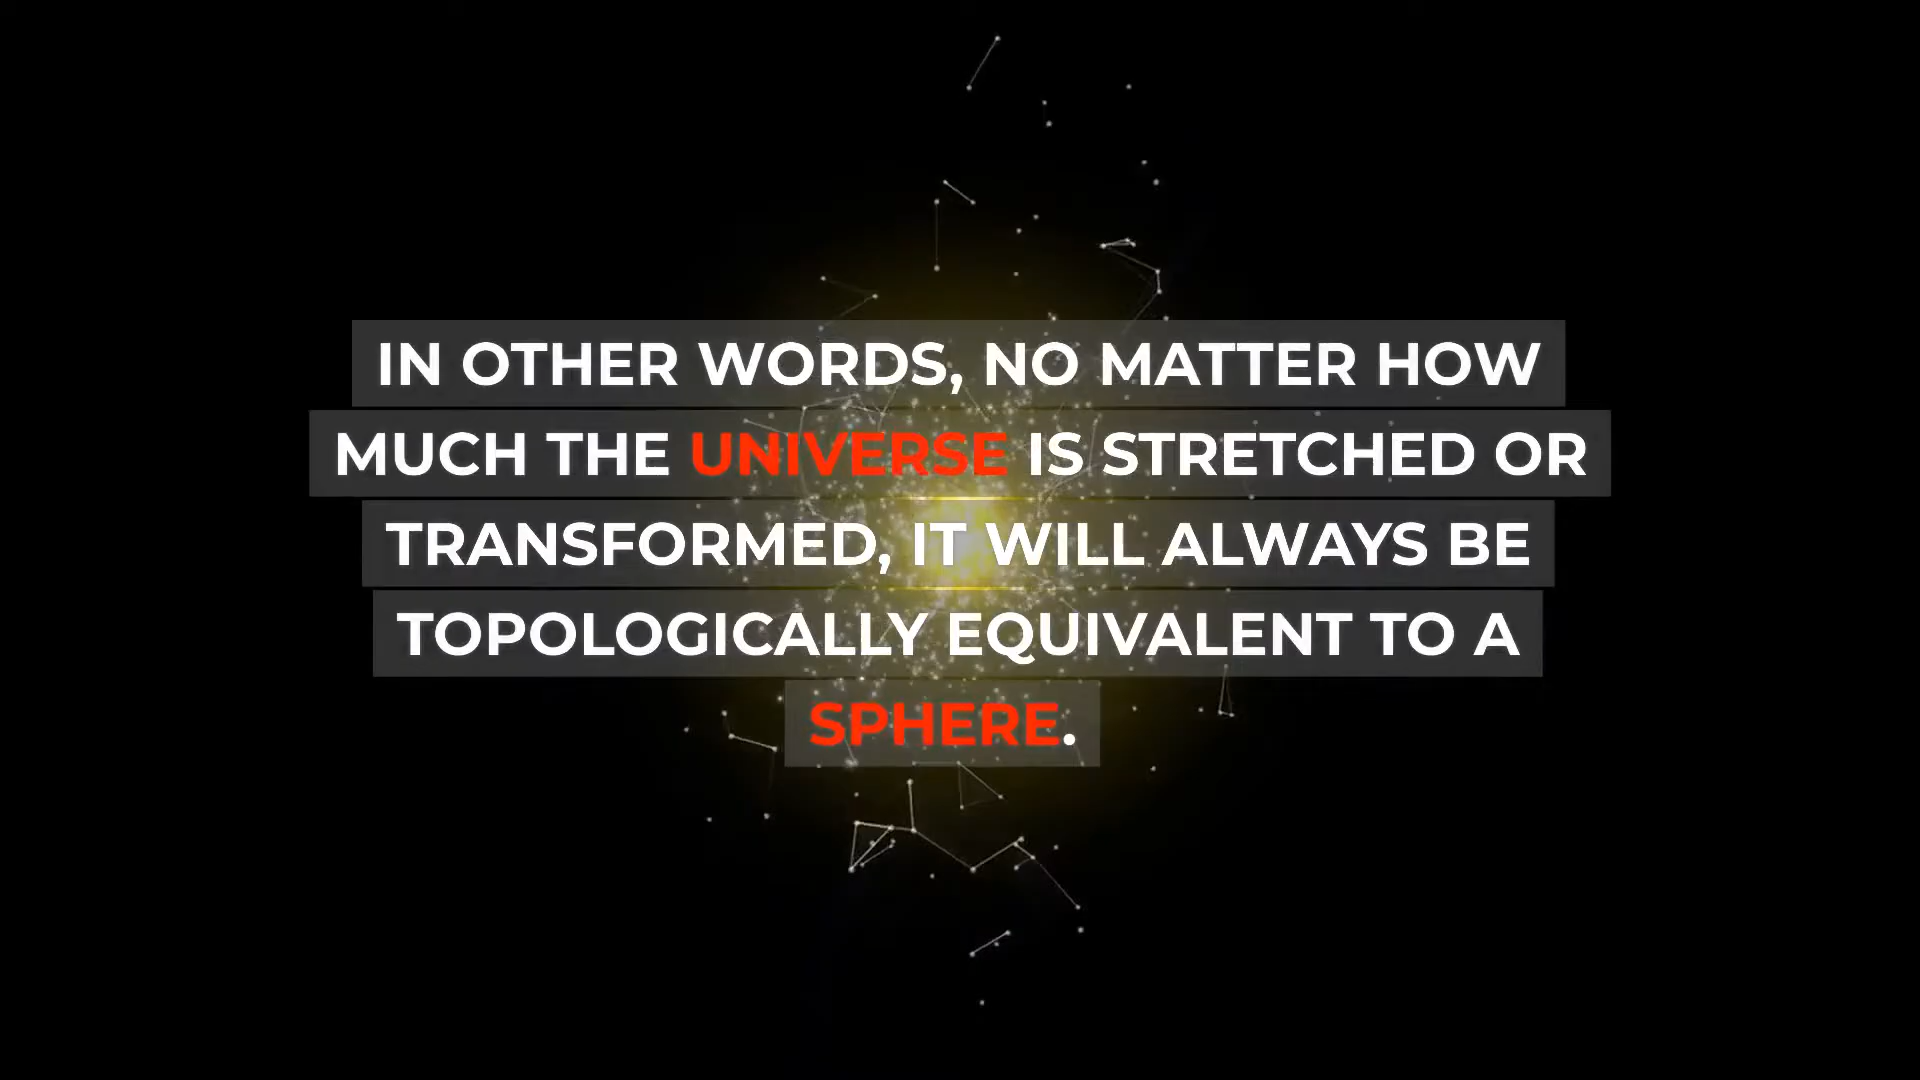 IN OTHER WORDS, NO MATTER HOW
MUCH THE UNIVERSE IS STRETCHED OR
TRANSFORMED, IT WILL ALWAYS BE
TOPOLOGICALLY EQUIVALENT TO A
SPHERE.